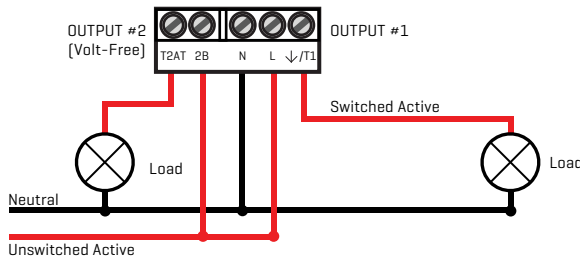 OUTPUT #2 OUTPUT #1
(Volt-Free)
T2AT 2B N L ↓/T1
Switched Active
Load Load
Neutral
Unswitched Active